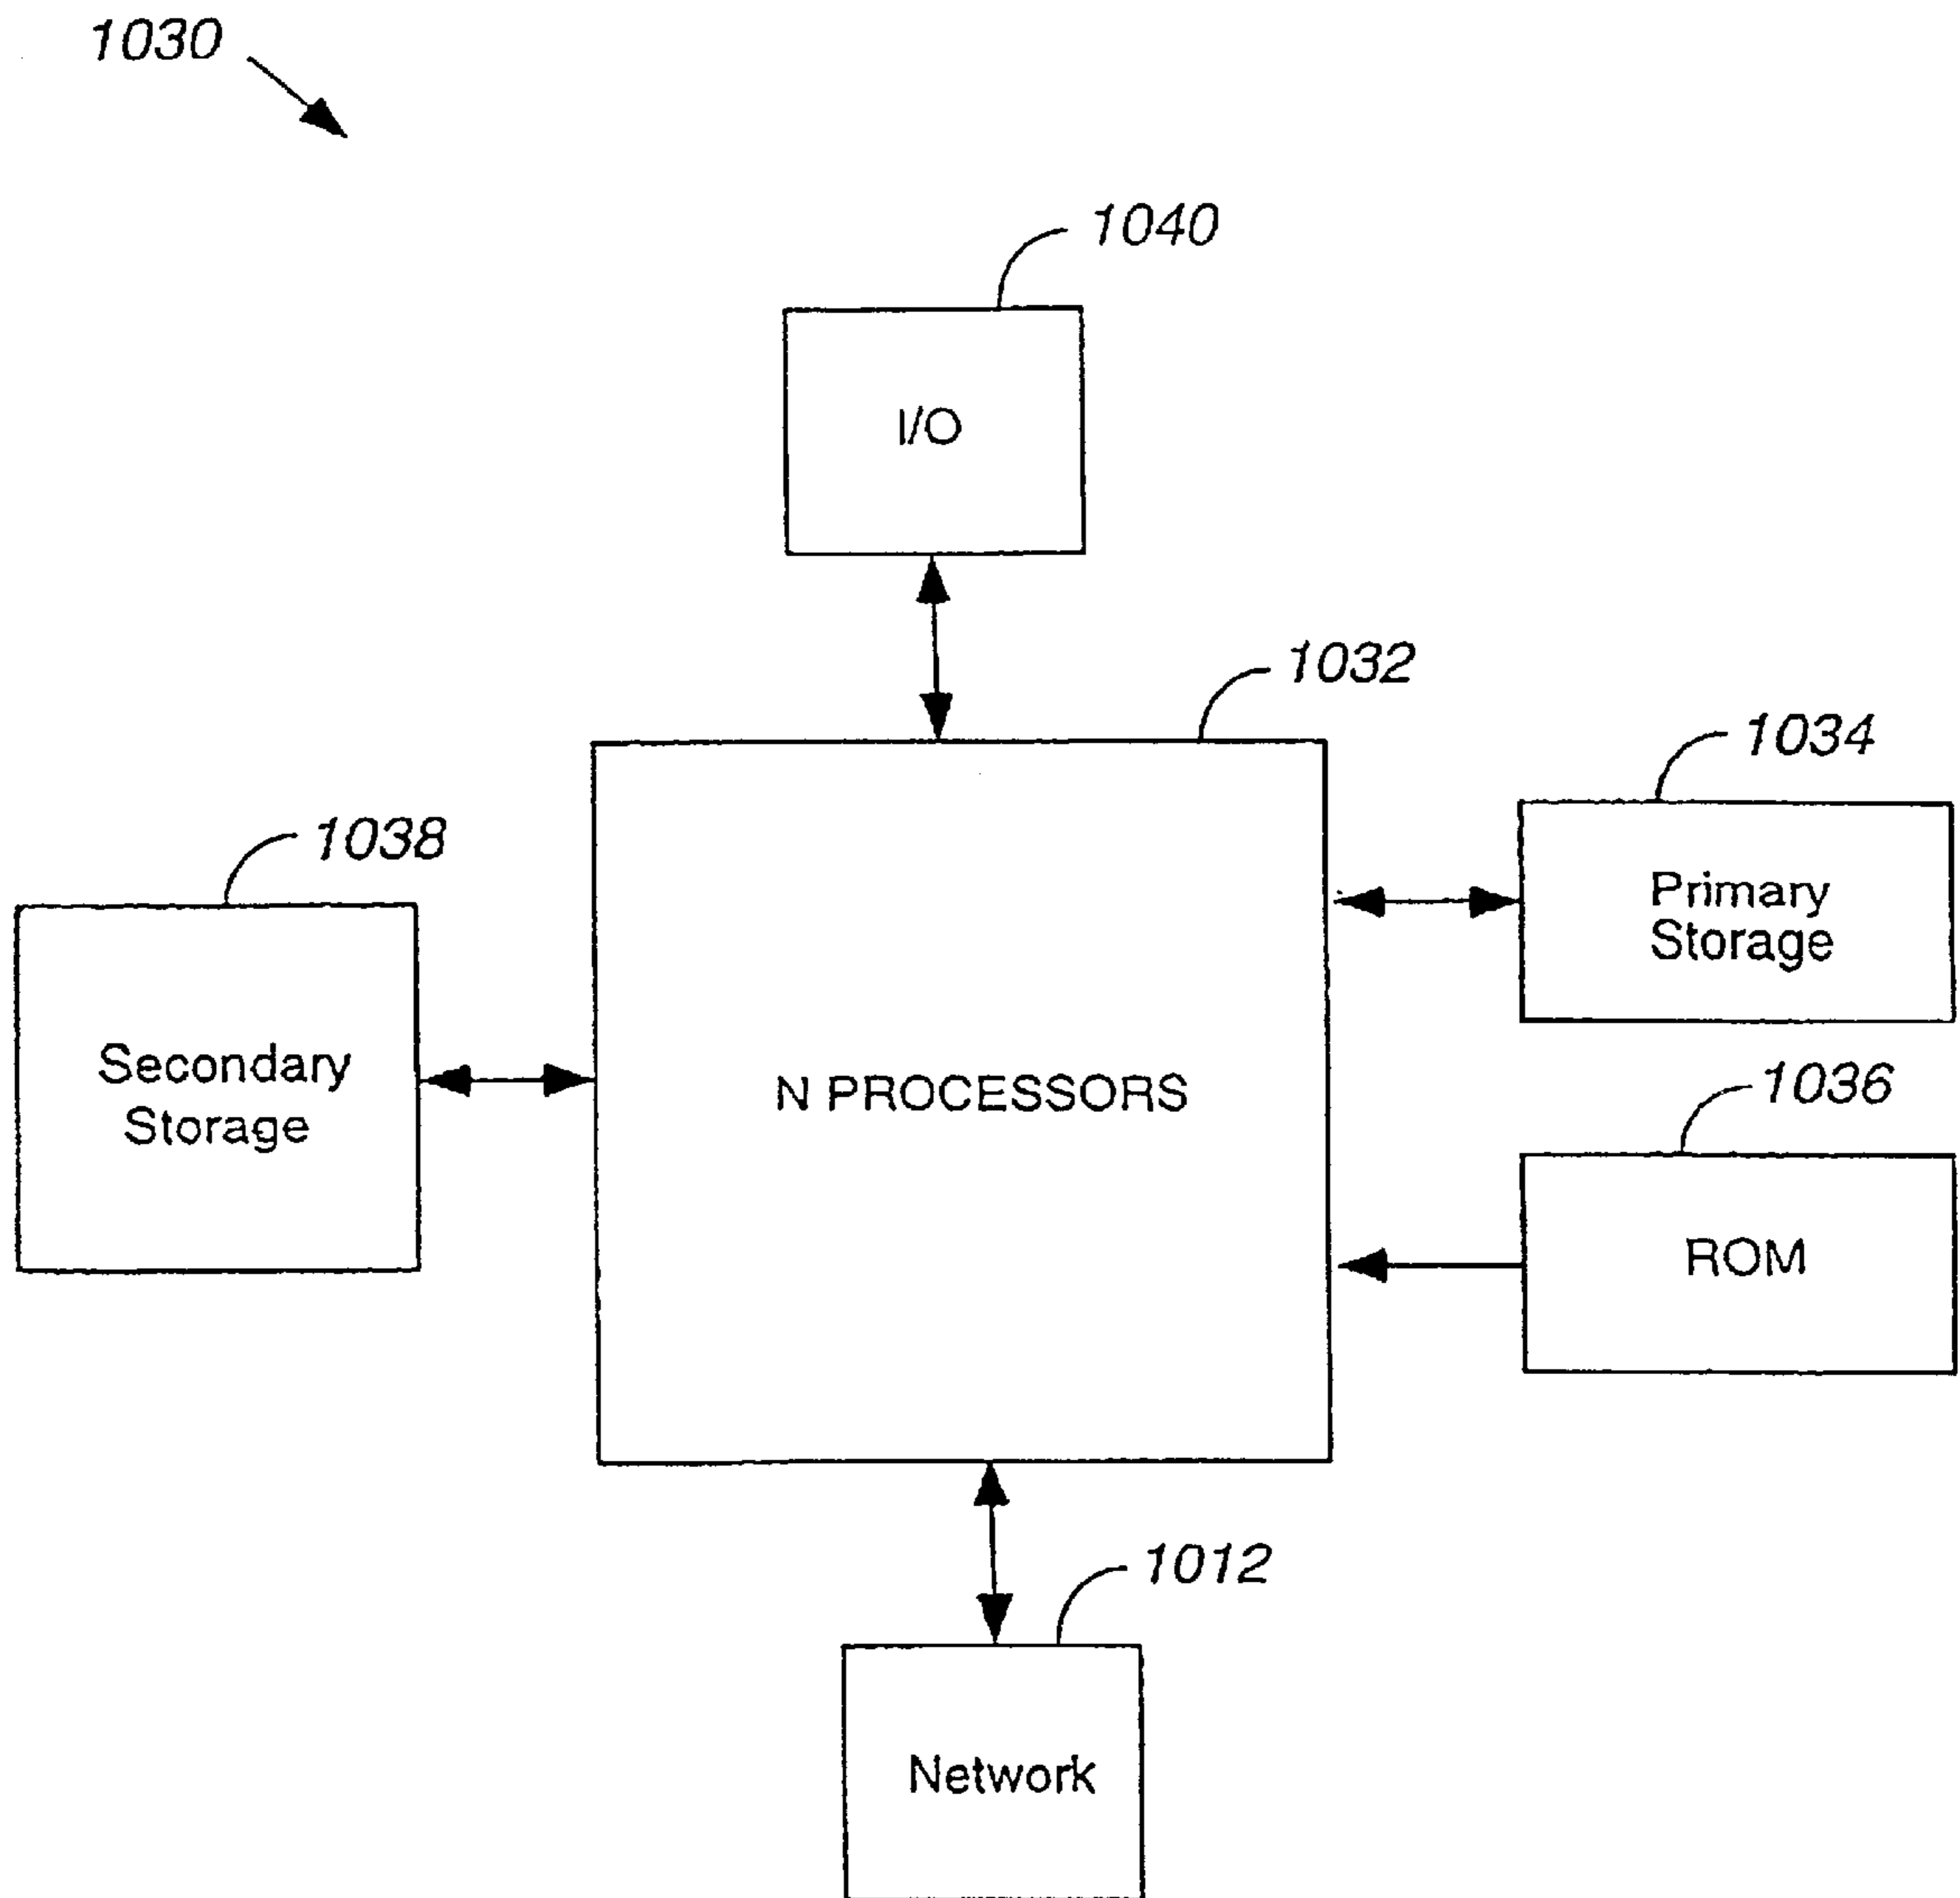 1030
1040
I/O
1032
1034
Primary
Storage
1038
Secondary
Storage
N PROCESSORS
1036
ROM
1012
Network